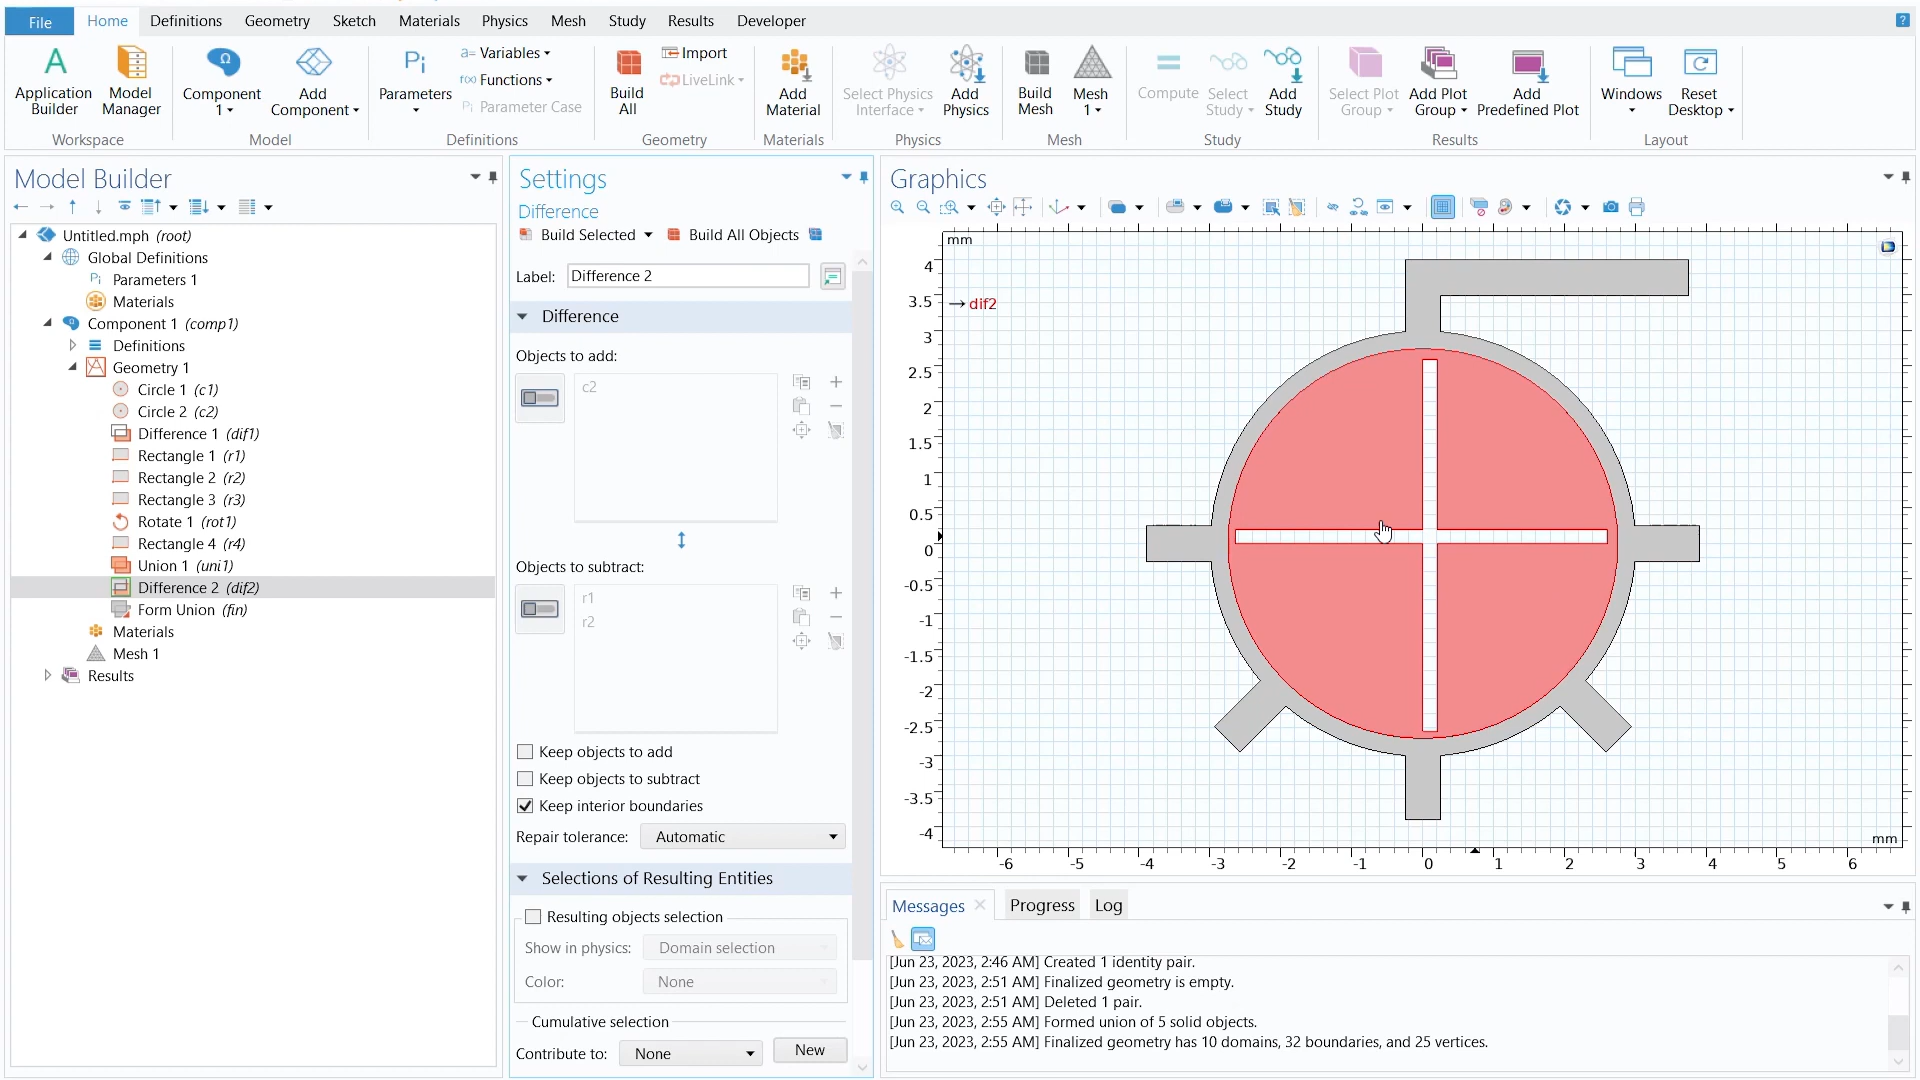 File Home Definitions Geometry Sketch Materials Physics Mesh Study Results Developer ?
Application Builder Model Manager Component 1 Add Component Parameters a= Variables f(x) Functions Pi Parameter Case Build All Import LiveLink Add Material Select Physics Interface Add Physics Build Mesh Mesh 1 Compute Select Study Add Study Select Plot Group Add Plot Group Add Predefined Plot Windows Reset Desktop
Workspace Model Definitions Geometry Materials Physics Mesh Study Results Layout
Model Builder
Untitled.mph (root)
Global Definitions
Pi Parameters 1
Materials
Component 1 (comp1)
Definitions
Geometry 1
Circle 1 (c1)
Circle 2 (c2)
Difference 1 (dif1)
Rectangle 1 (r1)
Rectangle 2 (r2)
Rectangle 3 (r3)
Rotate 1 (rot1)
Rectangle 4 (r4)
Union 1 (uni1)
Difference 2 (dif2)
Form Union (fin)
Materials
Mesh 1
Results
Settings
Difference
Build Selected Build All Objects
Label: Difference 2
Difference
Objects to add:
c2
Objects to subtract:
r1
r2
Keep objects to add
Keep objects to subtract
Keep interior boundaries
Repair tolerance: Automatic
Selections of Resulting Entities
Resulting objects selection
Show in physics: Domain selection
Color: None
Cumulative selection
Contribute to: None New
Graphics
mm
dif2
4
3.5
3
2.5
2
1.5
1
0.5
0
-0.5
-1
-1.5
-2
-2.5
-3
-3.5
-4
mm
-6 -5 -4 -3 -2 -1 0 1 2 3 4 5 6
Messages Progress Log
[Jun 23, 2023, 2:46 AM] Created 1 identity pair.
[Jun 23, 2023, 2:51 AM] Finalized geometry is empty.
[Jun 23, 2023, 2:51 AM] Deleted 1 pair.
[Jun 23, 2023, 2:55 AM] Formed union of 5 solid objects.
[Jun 23, 2023, 2:55 AM] Finalized geometry has 10 domains, 32 boundaries, and 25 vertices.